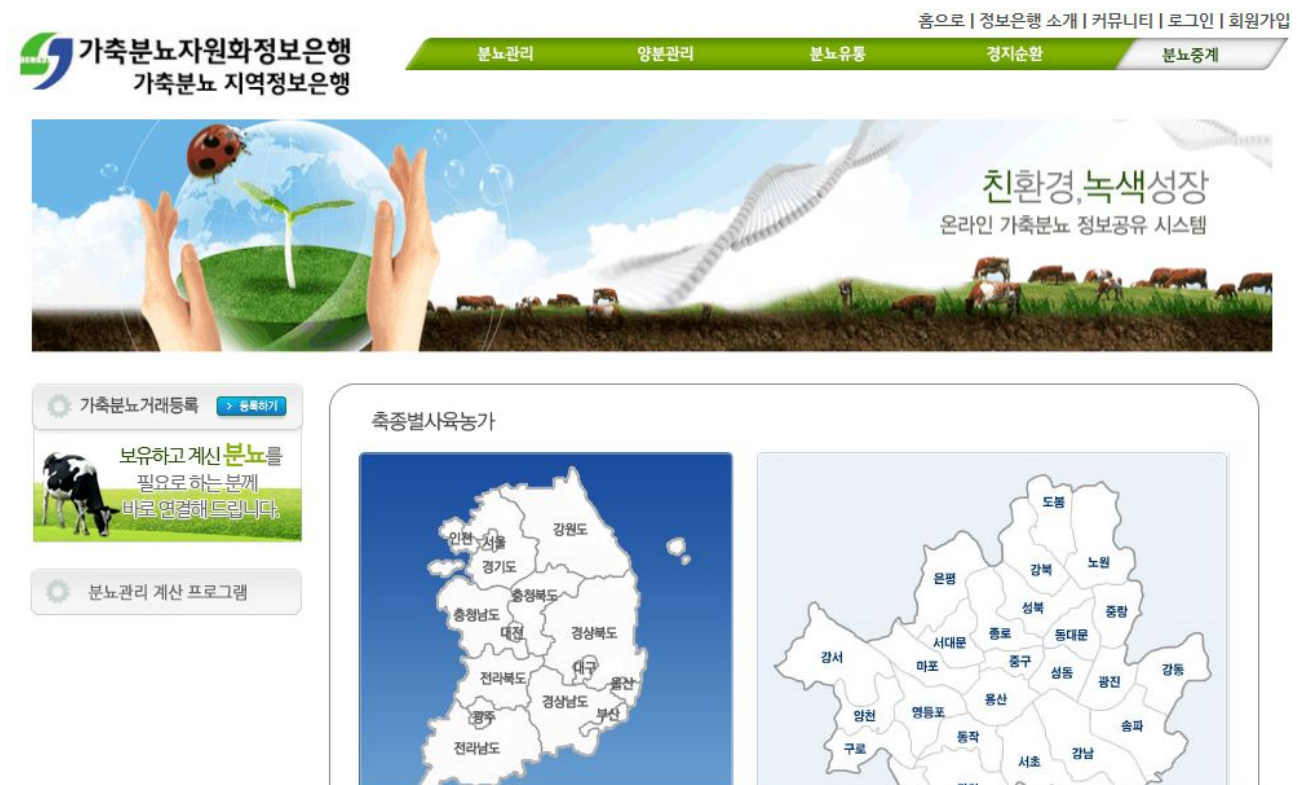 홈으로 | 정보은행 소개 | 커뮤니티 | 로그인 | 회원가입
가축분뇨자원화정보은행
가축분뇨 지역정보은행
분뇨관리 양분관리 분뇨유통 경지순환 분뇨중계
친환경,녹색성장
온라인 가축분뇨 정보공유 시스템
가축분뇨거래등록 > 등록하기
보유하고 계신 분뇨를
필요로 하는 분께
바로 연결해 드립니다.
분뇨관리 계산 프로그램
축종별사육농가
강원도
인천 서울
경기도
충청북도
충청남도
대전 경상북도
대구
전라북도 울산
경상남도
광주 부산
전라남도
도봉
노원
강북
은평
성북 중랑
종로 동대문
서대문
강서 마포 중구 성동 광진 강동
용산
양천 영등포
송파
동작
구로 강남
서초